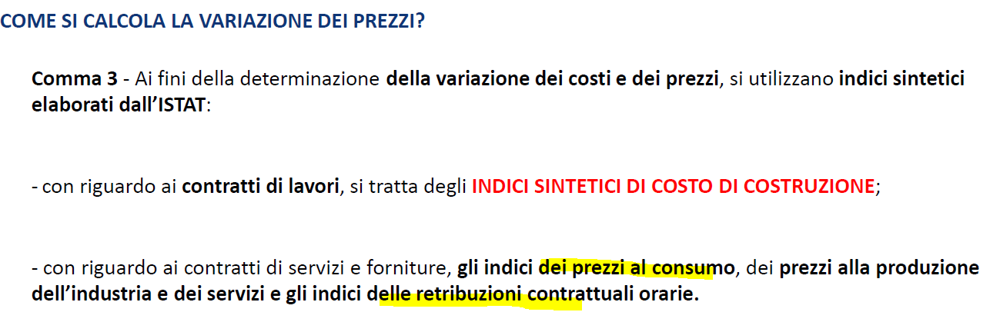 COME SI CALCOLA LA VARIAZIONE DEI PREZZI?
Comma 3 - Ai fini della determinazione della variazione dei costi e dei prezzi, si utilizzano indici sintetici
elaborati dall’ISTAT:
- con riguardo ai contratti di lavori, si tratta degli INDICI SINTETICI DI COSTO DI COSTRUZIONE;
- con riguardo ai contratti di servizi e forniture, gli indici dei prezzi al consumo, dei prezzi alla produzione
dell’industria e dei servizi e gli indici delle retribuzioni contrattuali orarie.